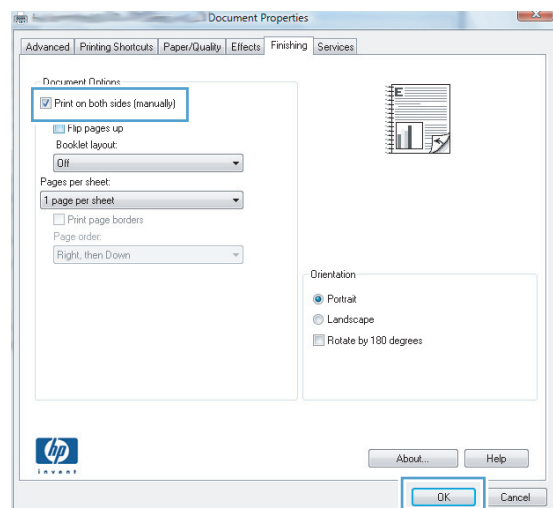 Document Properties
Advanced Printing Shortcuts Paper/Quality Effects Finishing Services
Document Options
Print on both sides (manually)
Flip pages up
Booklet layout:
Off
Pages per sheet:
1 page per sheet
Print page borders
Page order:
Right, then Down
E
Orientation
Portrait
Landscape
Rotate by 180 degrees
hp
invent
About... Help
OK Cancel